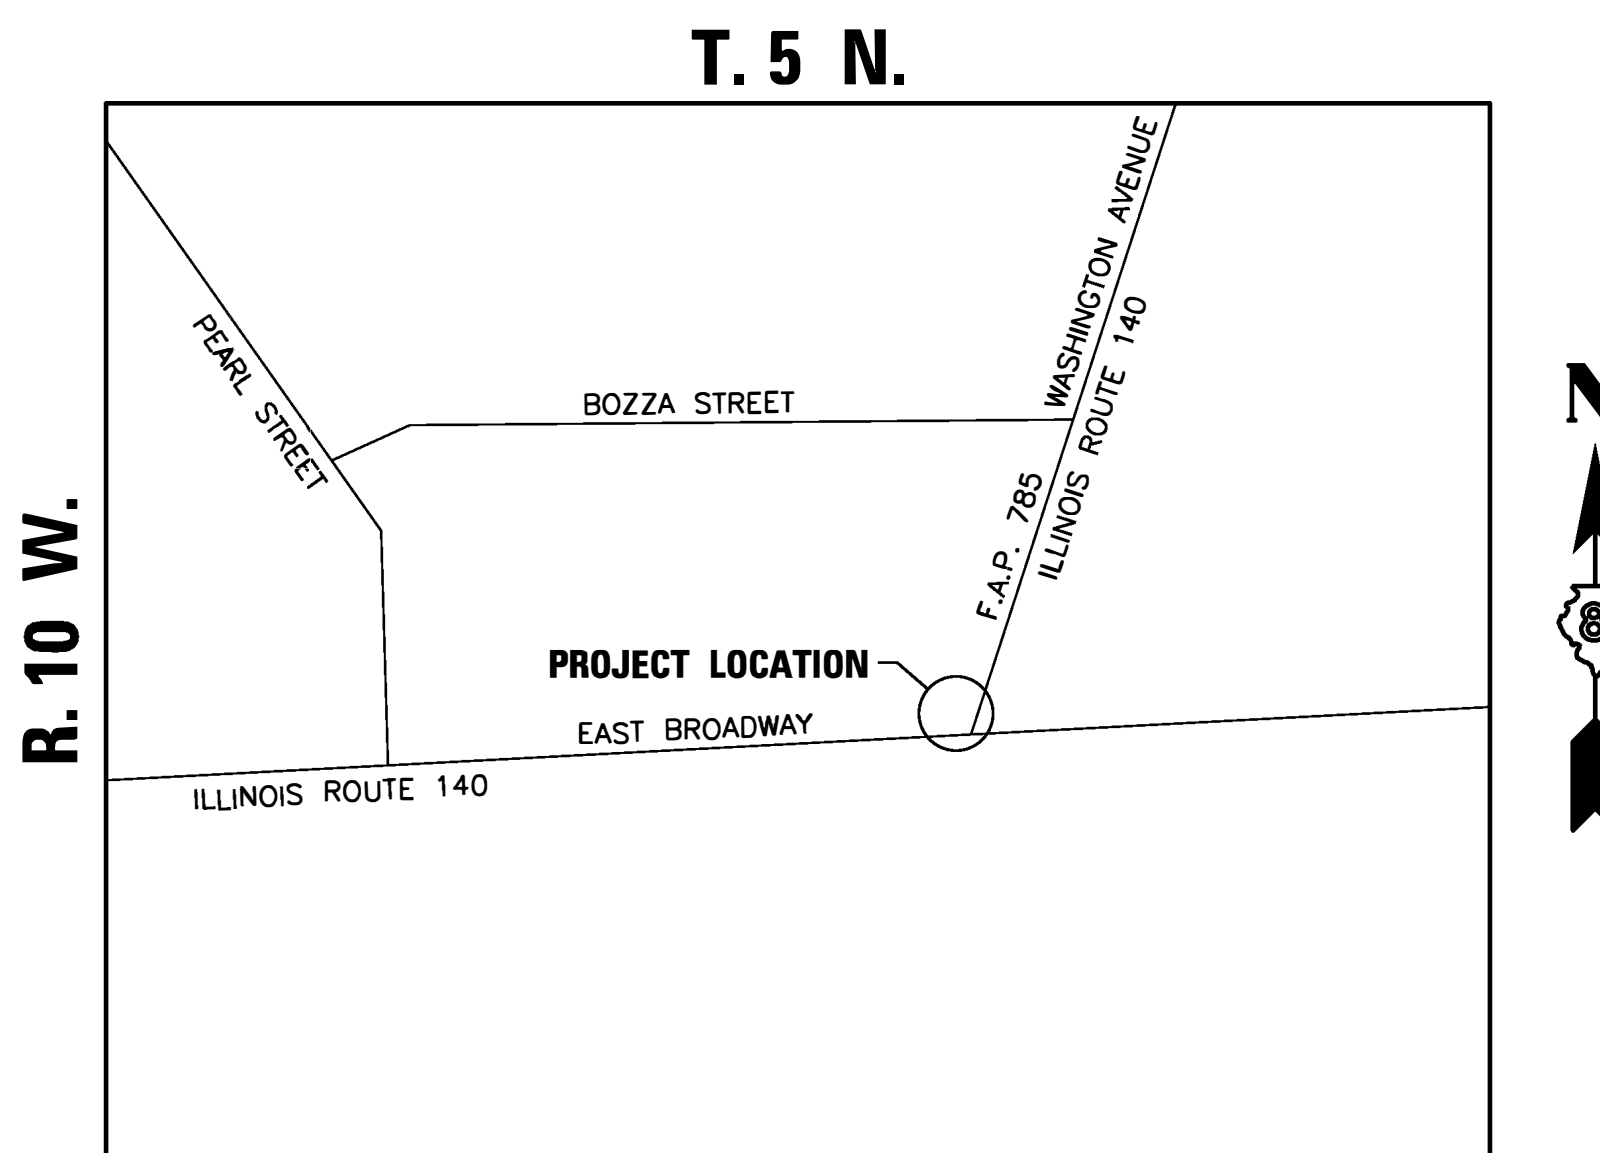 T. 5 N.
WASHINGTON AVENUE
ILLINOIS ROUTE 140
PEARL STREET
BOZZA STREET
N
F.A.P. 785
R. 10 W.
8
PROJECT LOCATION
EAST BROADWAY
ILLINOIS ROUTE 140